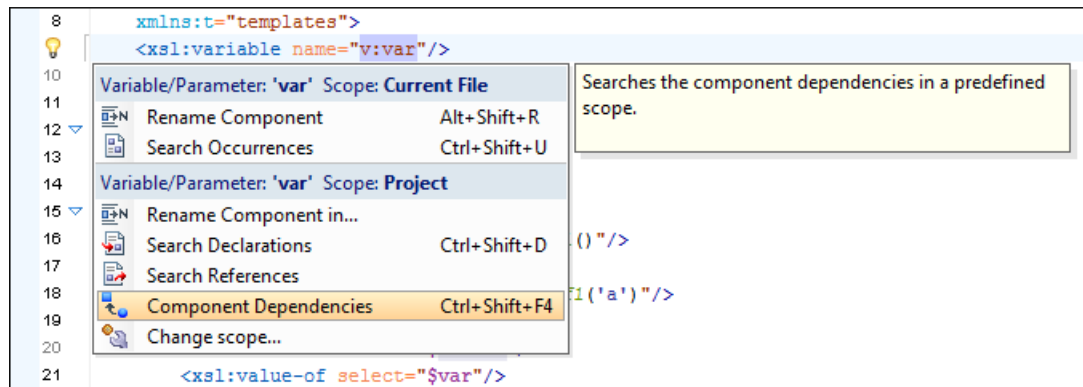 8 xmlns:t="templates">
<xsl:variable name="v:var"/>
10
Variable/Parameter: 'var' Scope: Current File
Searches the component dependencies in a predefined
scope.
11
Rename Component Alt+Shift+R
12
Search Occurrences Ctrl+Shift+U
13
14 Variable/Parameter: 'var' Scope: Project
15 Rename Component in...
16 Search Declarations Ctrl+Shift+D ()"/>
17 Search References
18 Component Dependencies Ctrl+Shift+F4 f1('a')"/>
19 Change scope...
20
21 <xsl:value-of select="$var"/>